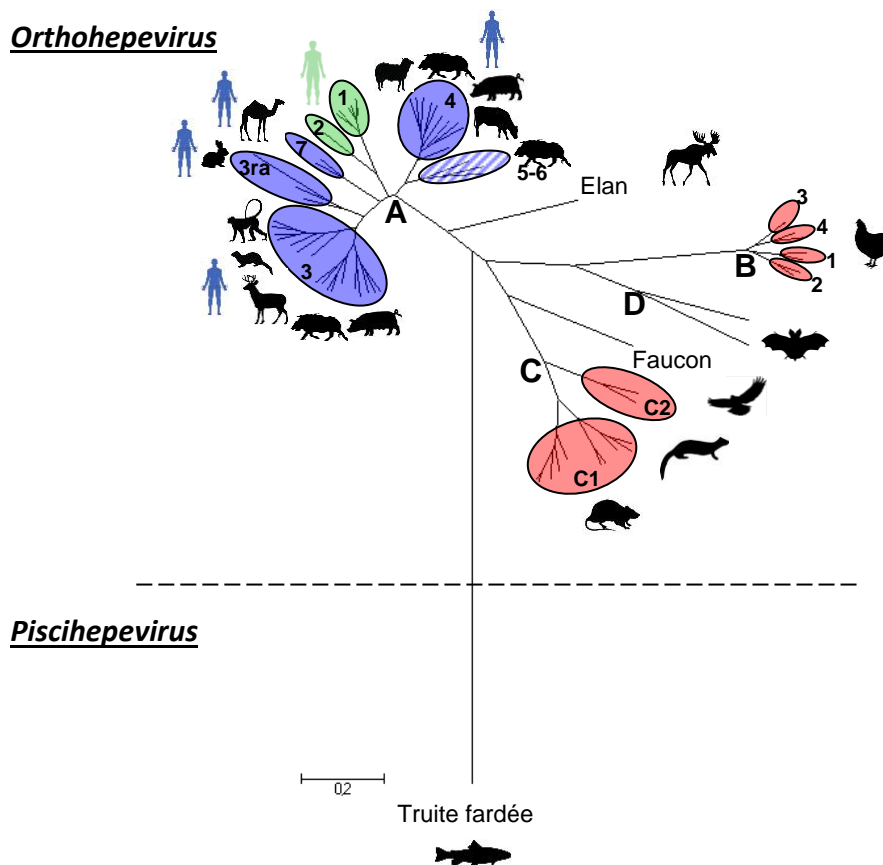 Orthohepevirus
1
4
2
7
3ra
5-6
Elan
A
3
4
B
1
2
3
D
Faucon
C
C2
C1
Piscihepevirus
0,2
Truite fardée